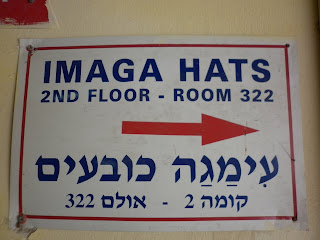 IMAGA HATS
2ND FLOOR - ROOM 322
עִימַגַה כובעים
קומה 2 - אולם 322